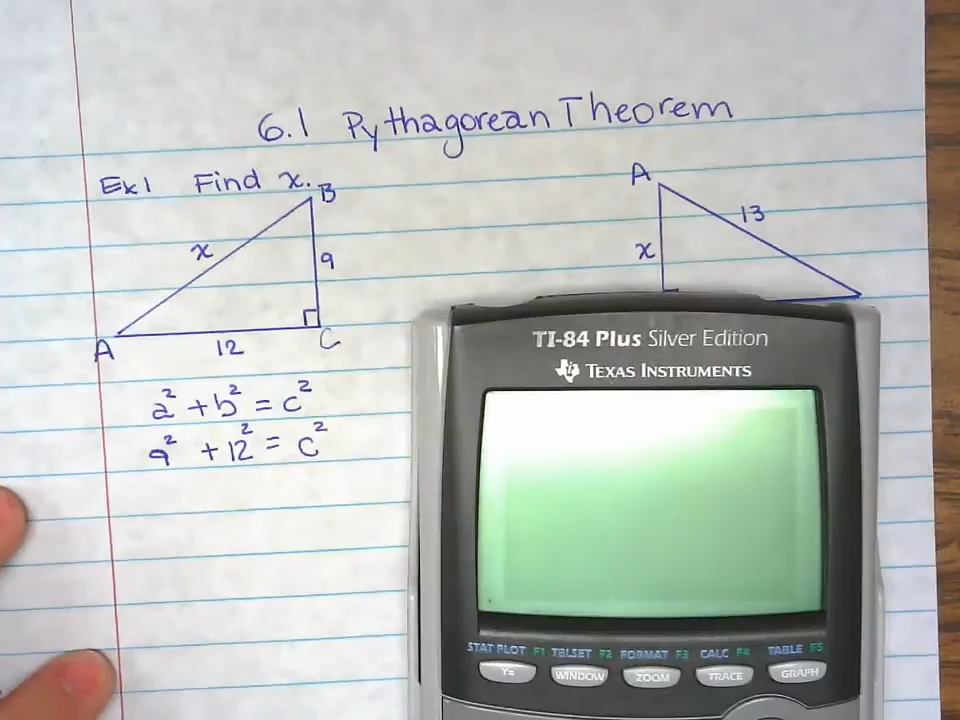 6.1 Pythagorean Theorem
Ex1 Find x.
B
x
9
A
12
C
a² + b² = c²
9² + 12² = c²
A
13
x
TI-84 Plus Silver Edition
TEXAS INSTRUMENTS
STAT PLOT F1 TBLSET F2 FORMAT F3 CALC F4 TABLE F5
Y= WINDOW ZOOM TRACE GRAPH